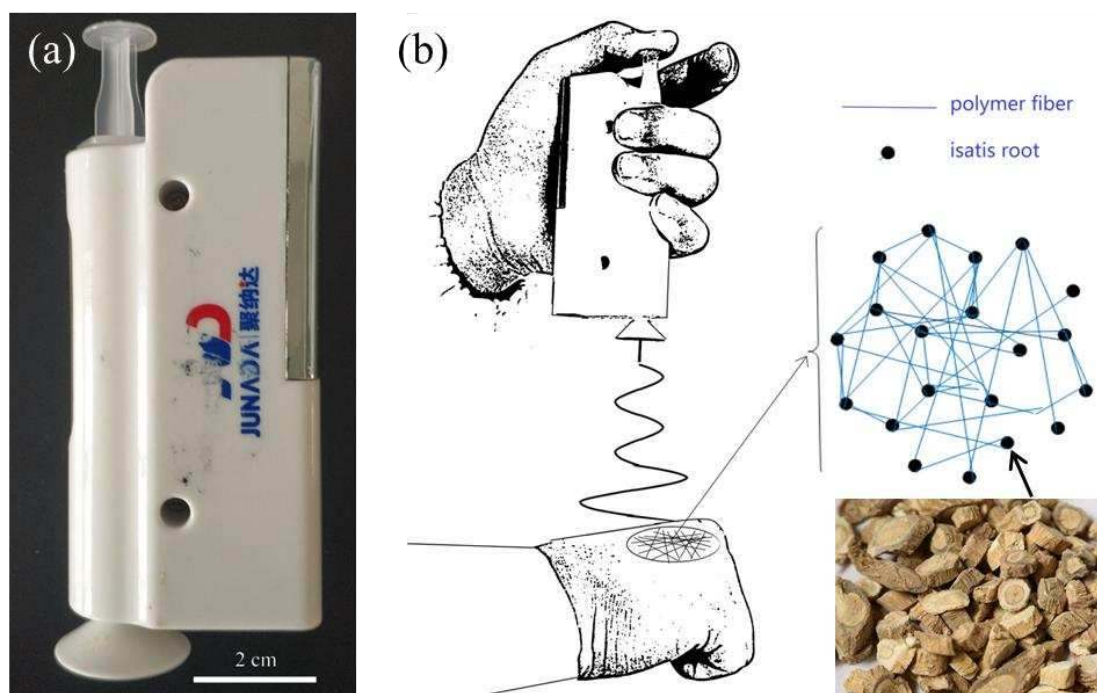 (a)
JUNADA 聚纳达
2 cm
(b)
polymer fiber
isatis root